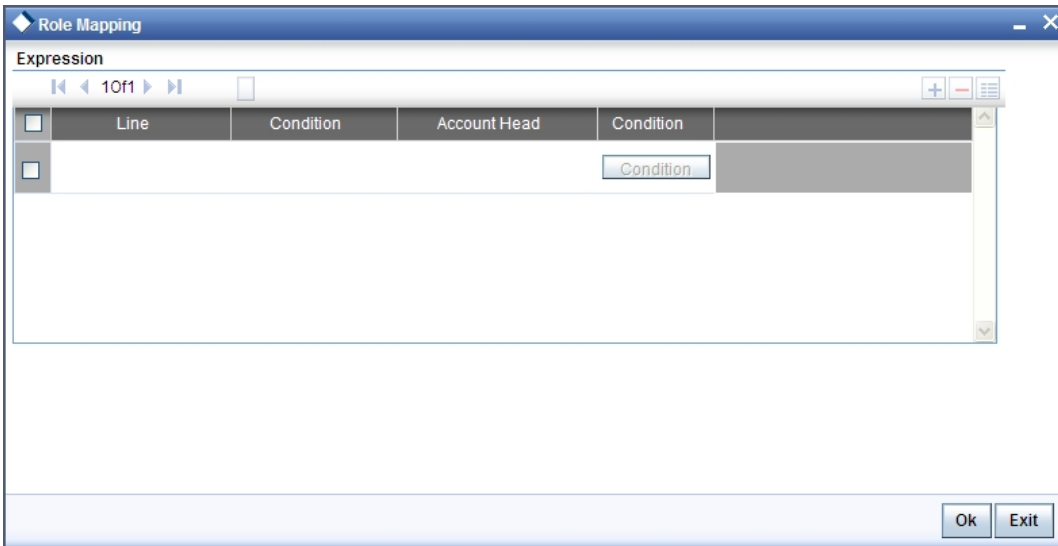 Role Mapping
Expression
1Of1
Line Condition Account Head Condition
Condition
Ok Exit